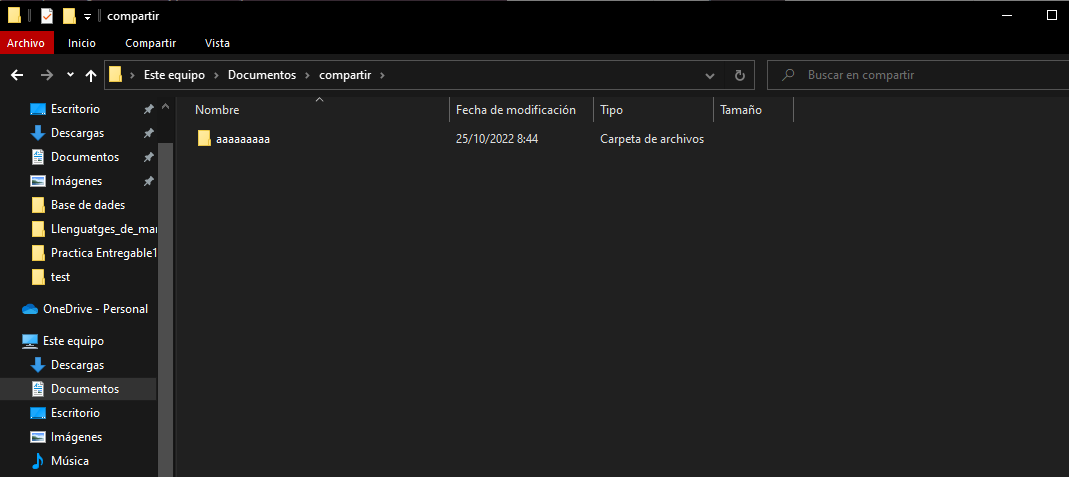 compartir
Archivo Inicio Compartir Vista
Este equipo Documentos compartir Buscar en compartir
Nombre Fecha de modificación Tipo Tamaño
aaaaaaaaa 25/10/2022 8:44 Carpeta de archivos
Escritorio
Descargas
Documentos
Imágenes
Base de dades
Llenguatges_de_mar
Practica Entregable1
test
OneDrive - Personal
Este equipo
Descargas
Documentos
Escritorio
Imágenes
Música